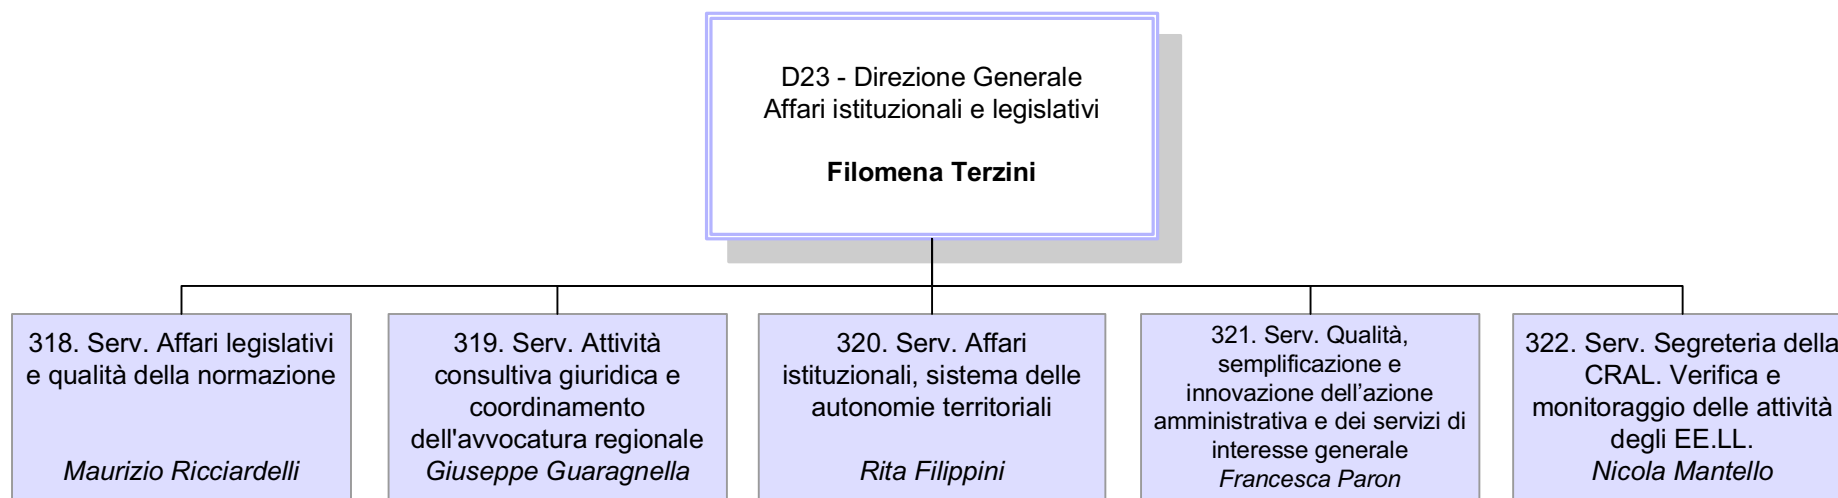 D23 - Direzione Generale
Affari istituzionali e legislativi
Filomena Terzini
318. Serv. Affari legislativi
e qualità della normazione
Maurizio Ricciardelli
319. Serv. Attività
consultiva giuridica e
coordinamento
dell'avvocatura regionale
Giuseppe Guaragnella
320. Serv. Affari
istituzionali, sistema delle
autonomie territoriali
Rita Filippini
321. Serv. Qualità,
semplificazione e
innovazione dell’azione
amministrativa e dei servizi di
interesse generale
Francesca Paron
322. Serv. Segreteria della
CRAL. Verifica e
monitoraggio delle attività
degli EE.LL.
Nicola Mantello